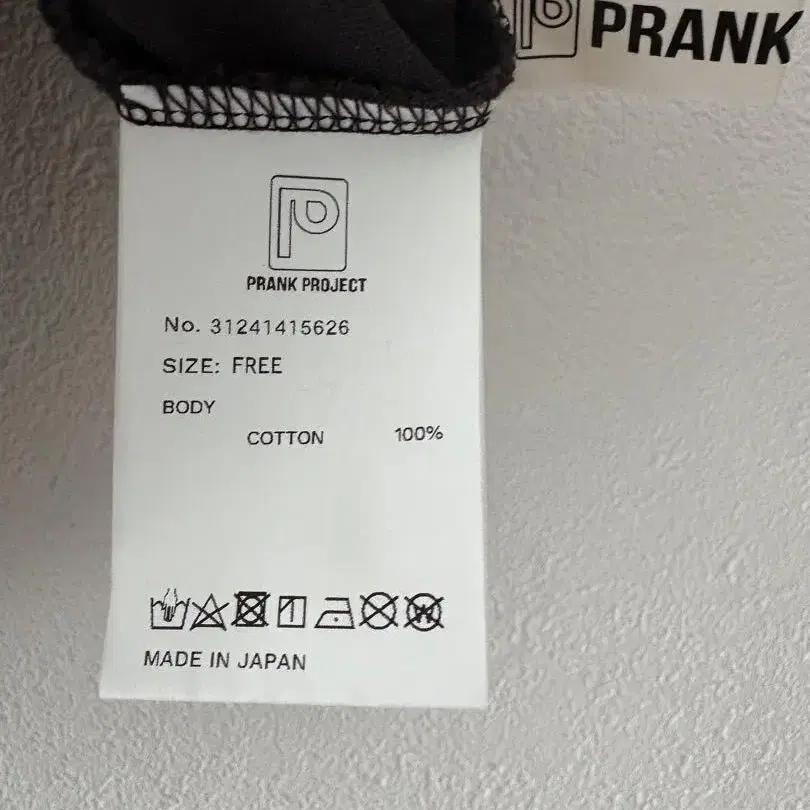 PRANK
PRANK PROJECT
No. 31241415626
SIZE: FREE
BODY
COTTON 100%
MADE IN JAPAN